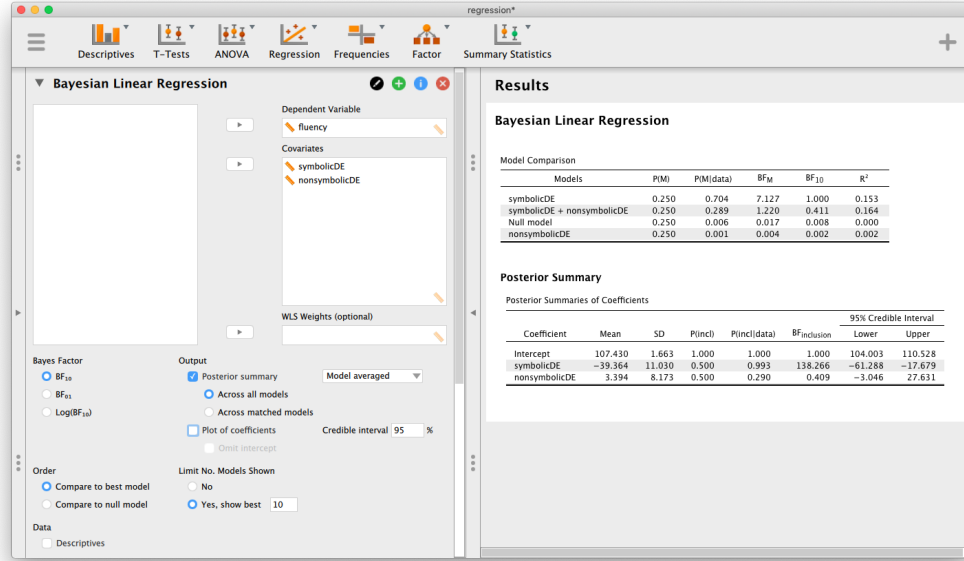 regression*
Descriptives T-Tests ANOVA Regression Frequencies Factor Summary Statistics
Bayesian Linear Regression
Dependent Variable
fluency
Covariates
symbolicDE
nonsymbolicDE
WLS Weights (optional)
Bayes Factor
BF₁₀
BF₀₁
Log(BF₁₀)
Output
Posterior summary Model averaged
Across all models
Across matched models
Plot of coefficients Credible interval 95 %
Omit intercept
Order
Compare to best model
Compare to null model
Limit No. Models Shown
No
Yes, show best 10
Data
Descriptives
Results
Bayesian Linear Regression
Model Comparison
Models P(M) P(M|data) BF_M BF₁₀ R²
symbolicDE 0.250 0.704 7.127 1.000 0.153
symbolicDE + nonsymbolicDE 0.250 0.289 1.220 0.411 0.164
Null model 0.250 0.006 0.017 0.008 0.000
nonsymbolicDE 0.250 0.001 0.004 0.002 0.002
Posterior Summary
Posterior Summaries of Coefficients
95% Credible Interval
Coefficient Mean SD P(incl) P(incl|data) BF_inclusion Lower Upper
Intercept 107.430 1.663 1.000 1.000 1.000 104.003 110.528
symbolicDE −39.364 11.030 0.500 0.993 138.266 −61.288 −17.679
nonsymbolicDE 3.394 8.173 0.500 0.290 0.409 −3.046 27.631